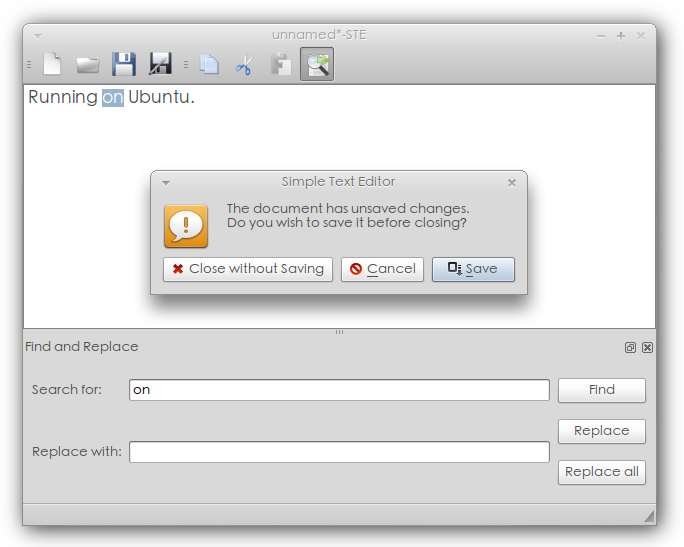 unnamed*-STE
Running on Ubuntu.
Simple Text Editor
The document has unsaved changes.
Do you wish to save it before closing?
Close without Saving
Cancel
Save
Find and Replace
Search for:
on
Find
Replace
Replace with:
Replace all